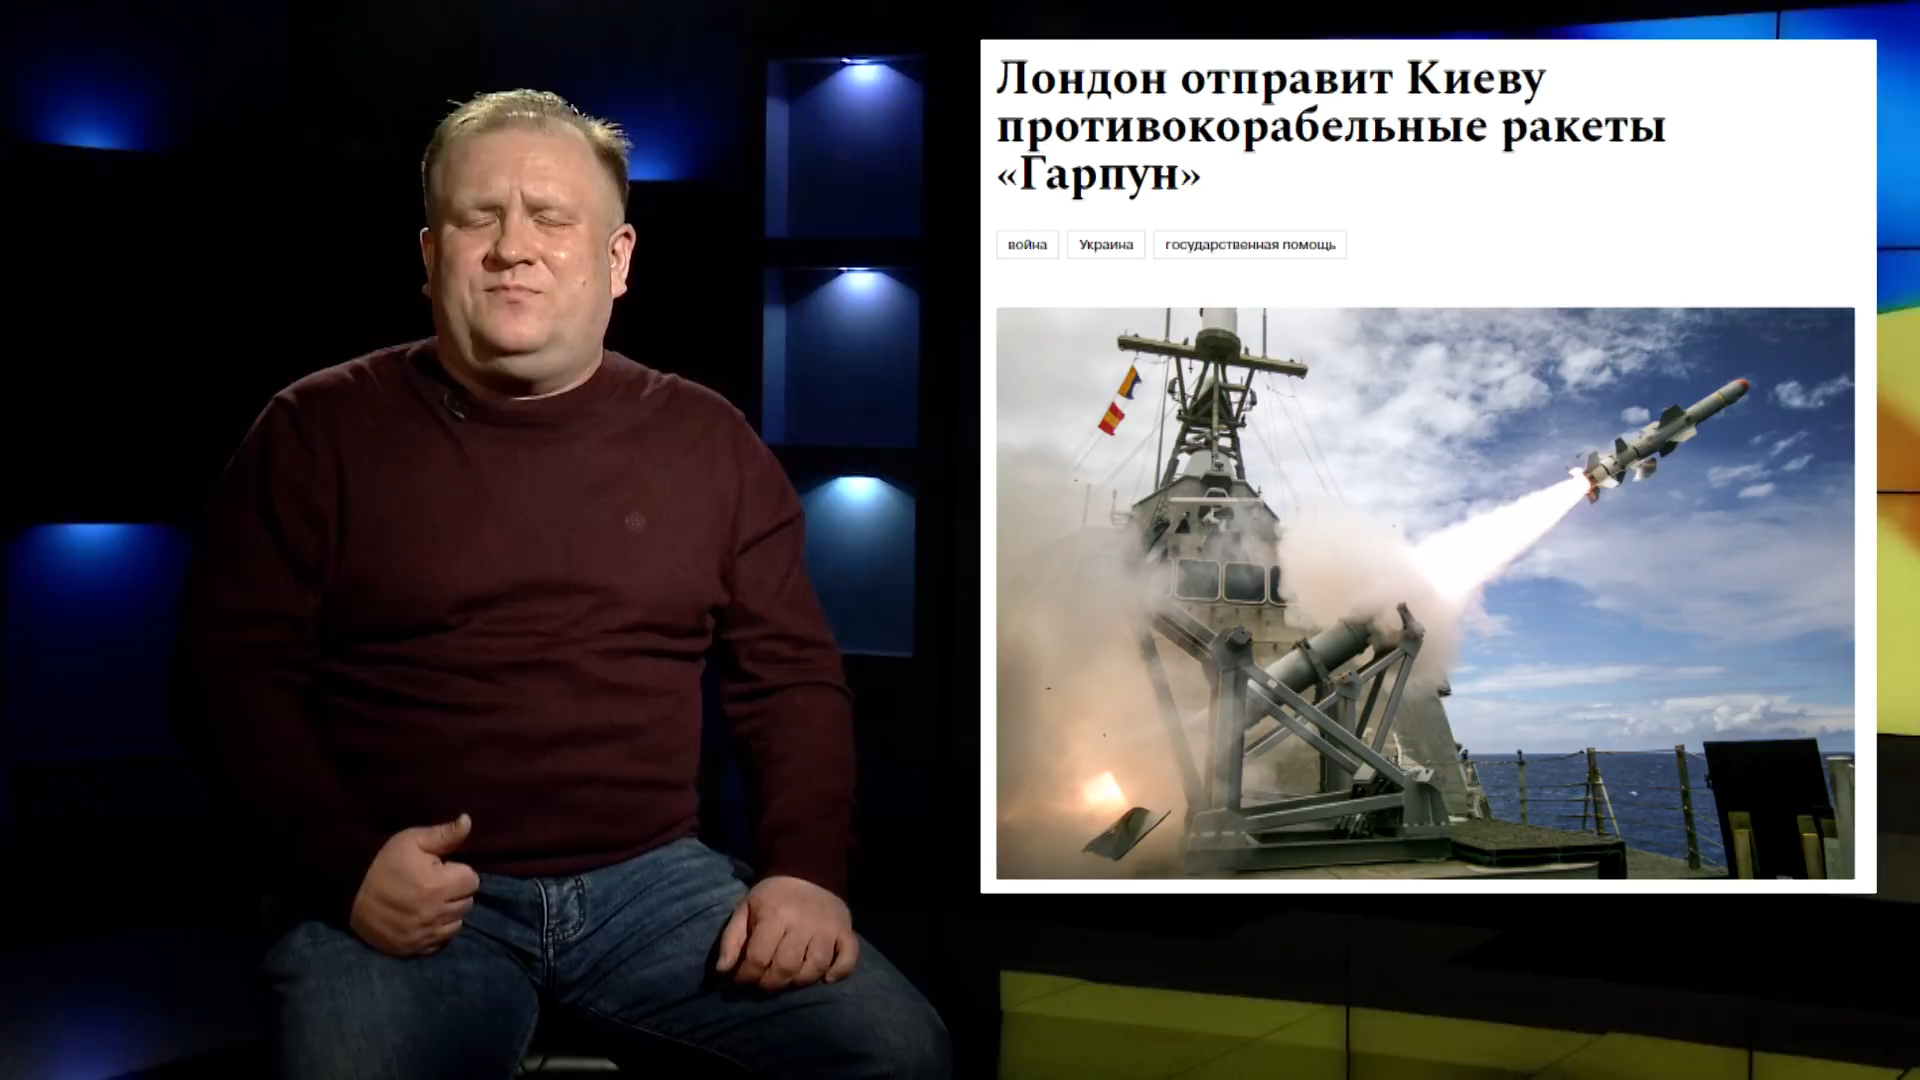 Лондон отправит Киеву
противокорабельные ракеты
«Гарпун»
война Украина государственная помощь